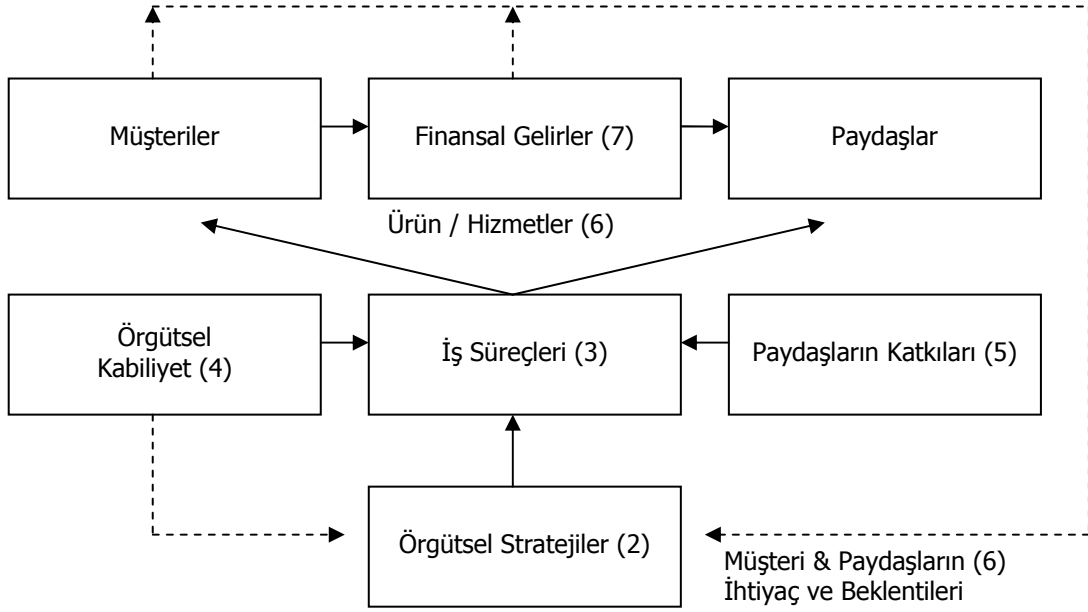 Müşteriler
Finansal Gelirler (7)
Paydaşlar
Ürün / Hizmetler (6)
Örgütsel
Kabiliyet (4)
İş Süreçleri (3)
Paydaşların Katkıları (5)
Örgütsel Stratejiler (2)
Müşteri & Paydaşların (6)
İhtiyaç ve Beklentileri